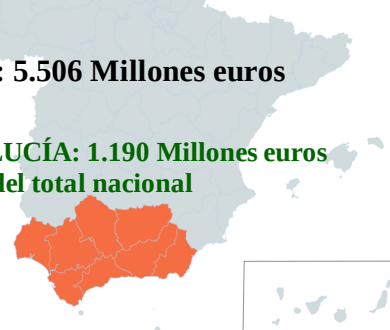 : 5.506 Millones euros
LUCÍA: 1.190 Millones euros
del total nacional